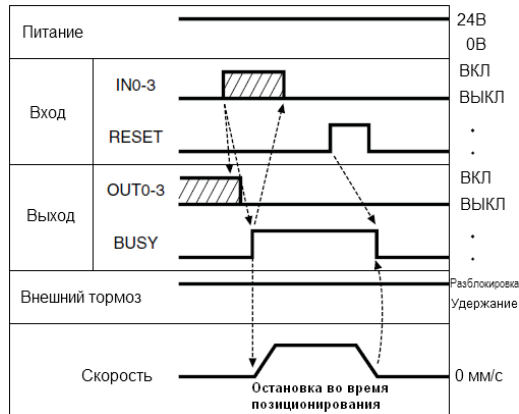 Питание
24В
0В
Вход
IN0-3
ВКЛ
ВЫКЛ
RESET
Выход
OUT0-3
ВКЛ
ВЫКЛ
BUSY
Внешний тормоз
Разблокировка
Удержание
Скорость
0 мм/с
Остановка во время
позиционирования